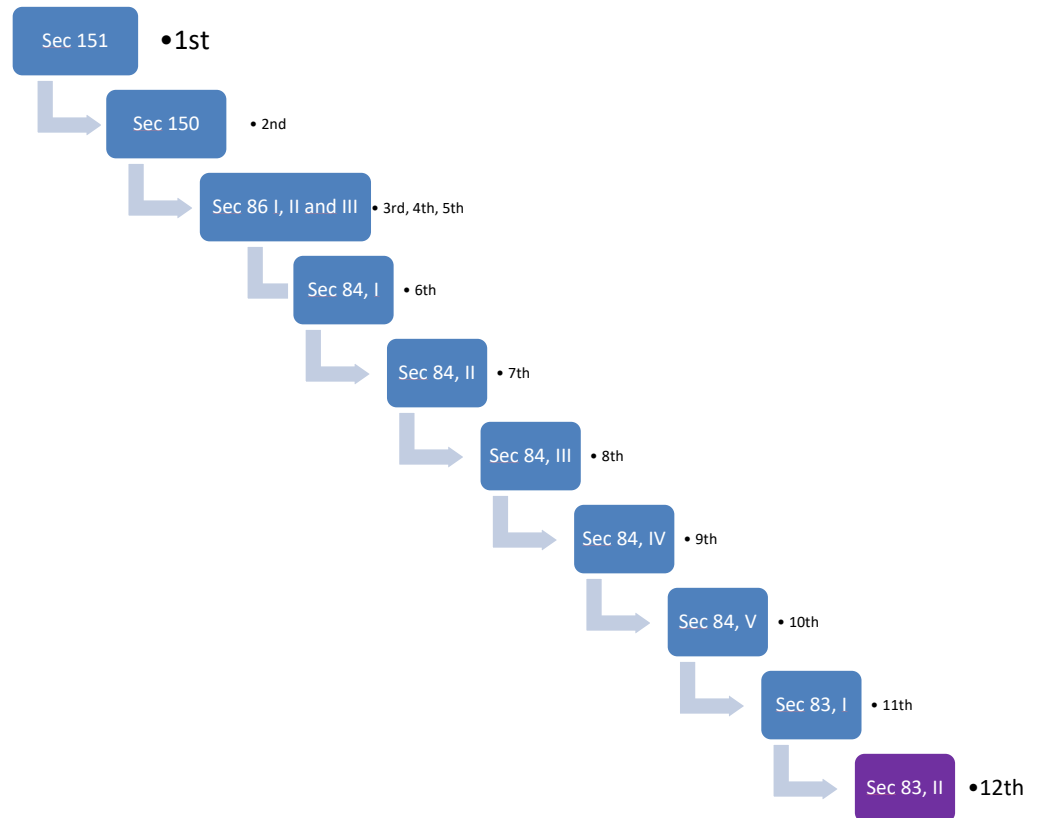 Sec 151 •1st
Sec 150 • 2nd
Sec 86 I, II and III • 3rd, 4th, 5th
Sec 84, I • 6th
Sec 84, II • 7th
Sec 84, III • 8th
Sec 84, IV • 9th
Sec 84, V • 10th
Sec 83, I • 11th
Sec 83, II •12th